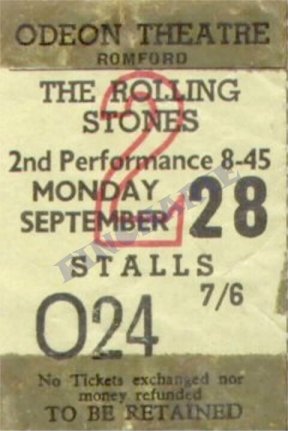 ODEON THEATRE
ROMFORD
2
THE ROLLING
STONES
2nd Performance 8-45
MONDAY
SEPTEMBER 28
STALLS
7/6
O24
No Tickets exchanged nor
money refunded
TO BE RETAINED